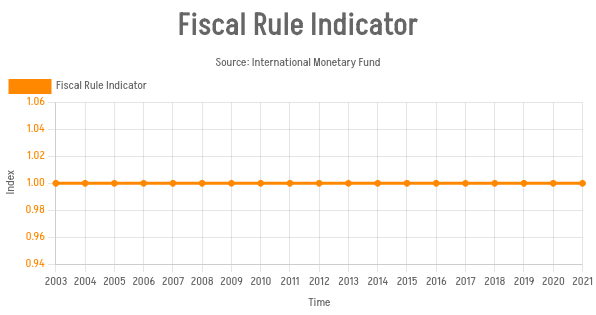 Fiscal Rule Indicator
Source: International Monetary Fund
Fiscal Rule Indicator
1.06
1.04
1.02
1.00
0.98
0.96
0.94
Index
2003 2004 2005 2006 2007 2008 2009 2010 2011 2012 2013 2014 2015 2016 2017 2018 2019 2020 2021
Time